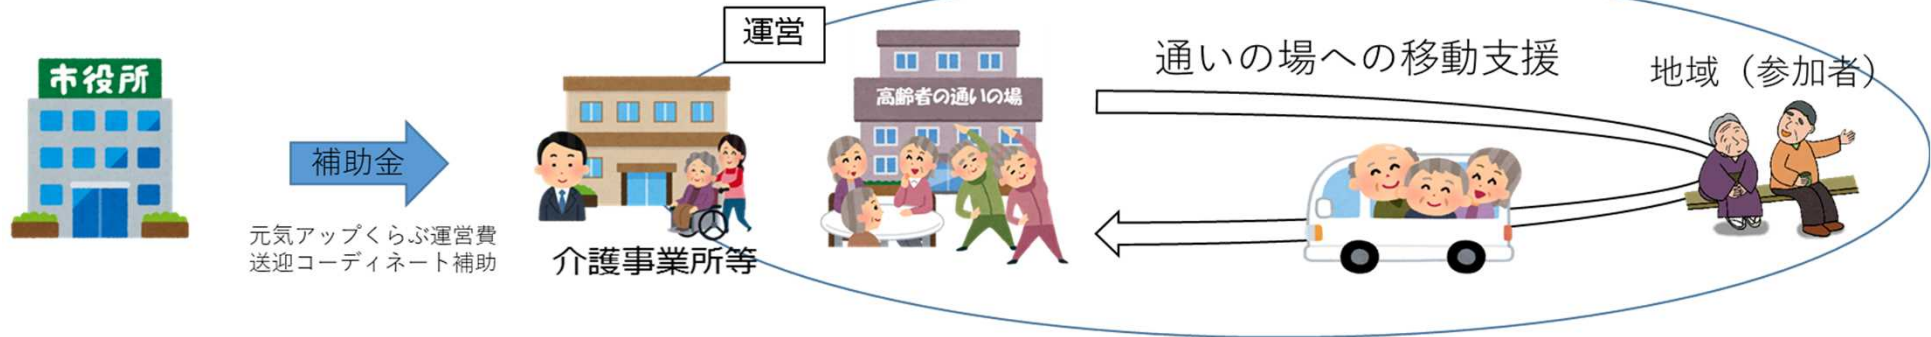 市役所
補助金
元気アップくらぶ運営費
送迎コーディネート補助
運営
介護事業所等
高齢者の通いの場
通いの場への移動支援
地域（参加者）